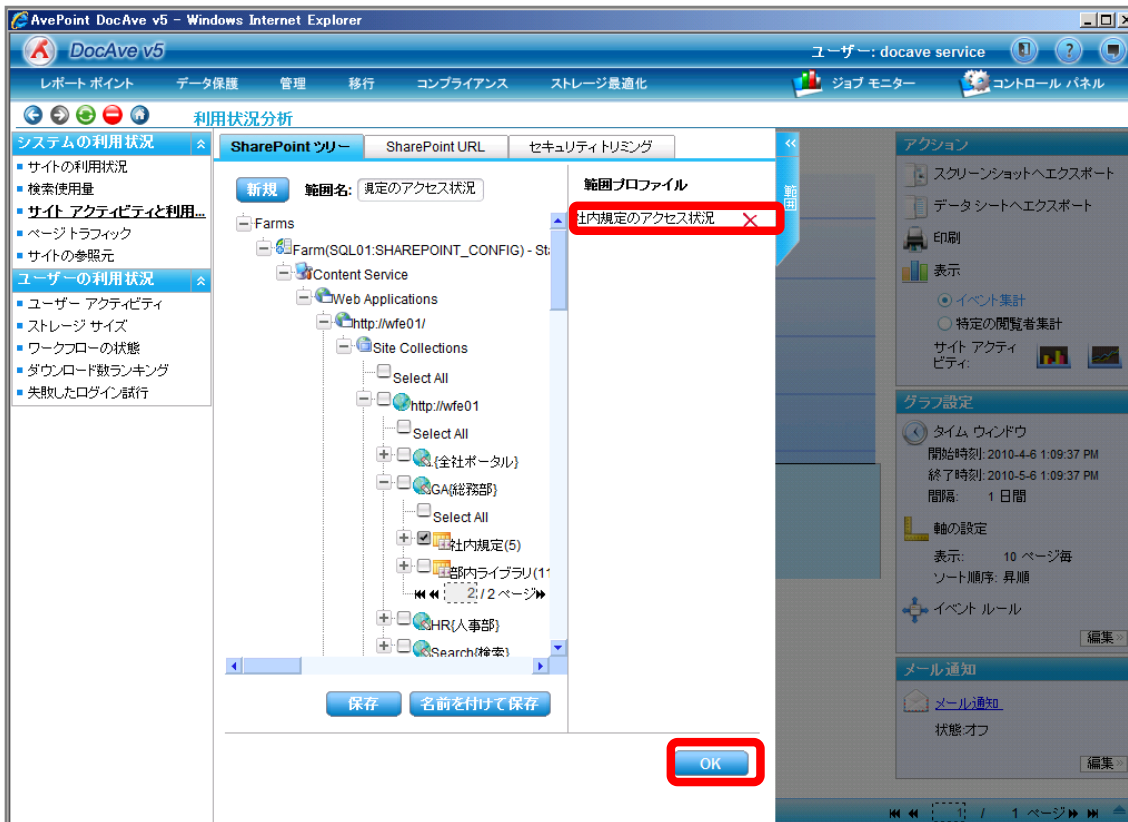 AvePoint DocAve v5 - Windows Internet Explorer
DocAve v5
ユーザー: docave service
レポート ポイント データ保護 管理 移行 コンプライアンス ストレージ最適化 ジョブ モニター コントロール パネル
利用状況分析
システムの利用状況
サイトの利用状況
検索使用量
サイト アクティビティと利用...
ページトラフィック
サイトの参照元
ユーザーの利用状況
ユーザー アクティビティ
ストレージ サイズ
ワークフローの状態
ダウンロード数ランキング
失敗したログイン試行
SharePoint ツリー SharePoint URL セキュリティトリミング
新規 範囲名: 規定のアクセス状況
Farms
Farm(SQL01:SHAREPOINT_CONFIG) - St
Content Service
Web Applications
http://wfe01/
Site Collections
Select All
http://wfe01
Select All
.{全社ポータル}
GA{総務部}
Select All
社内規定(5)
部内ライブラリ(11
2 / 2 ページ
HR{人事部}
Search{検索}
保存 名前を付けて保存
範囲プロファイル
社内規定のアクセス状況
OK
範囲
アクション
スクリーンショットへエクスポート
データシートへエクスポート
印刷
表示
イベント集計
特定の閲覧者集計
サイト アクティ
ビティ:
グラフ設定
タイム ウィンドウ
開始時刻: 2010-4-6 1:09:37 PM
終了時刻: 2010-5-6 1:09:37 PM
間隔: 1 日間
軸の設定
表示: 10 ページ毎
ソート順序: 昇順
イベント ルール
編集
メール通知
メール通知
状態:オフ
編集
1 / 1 ページ